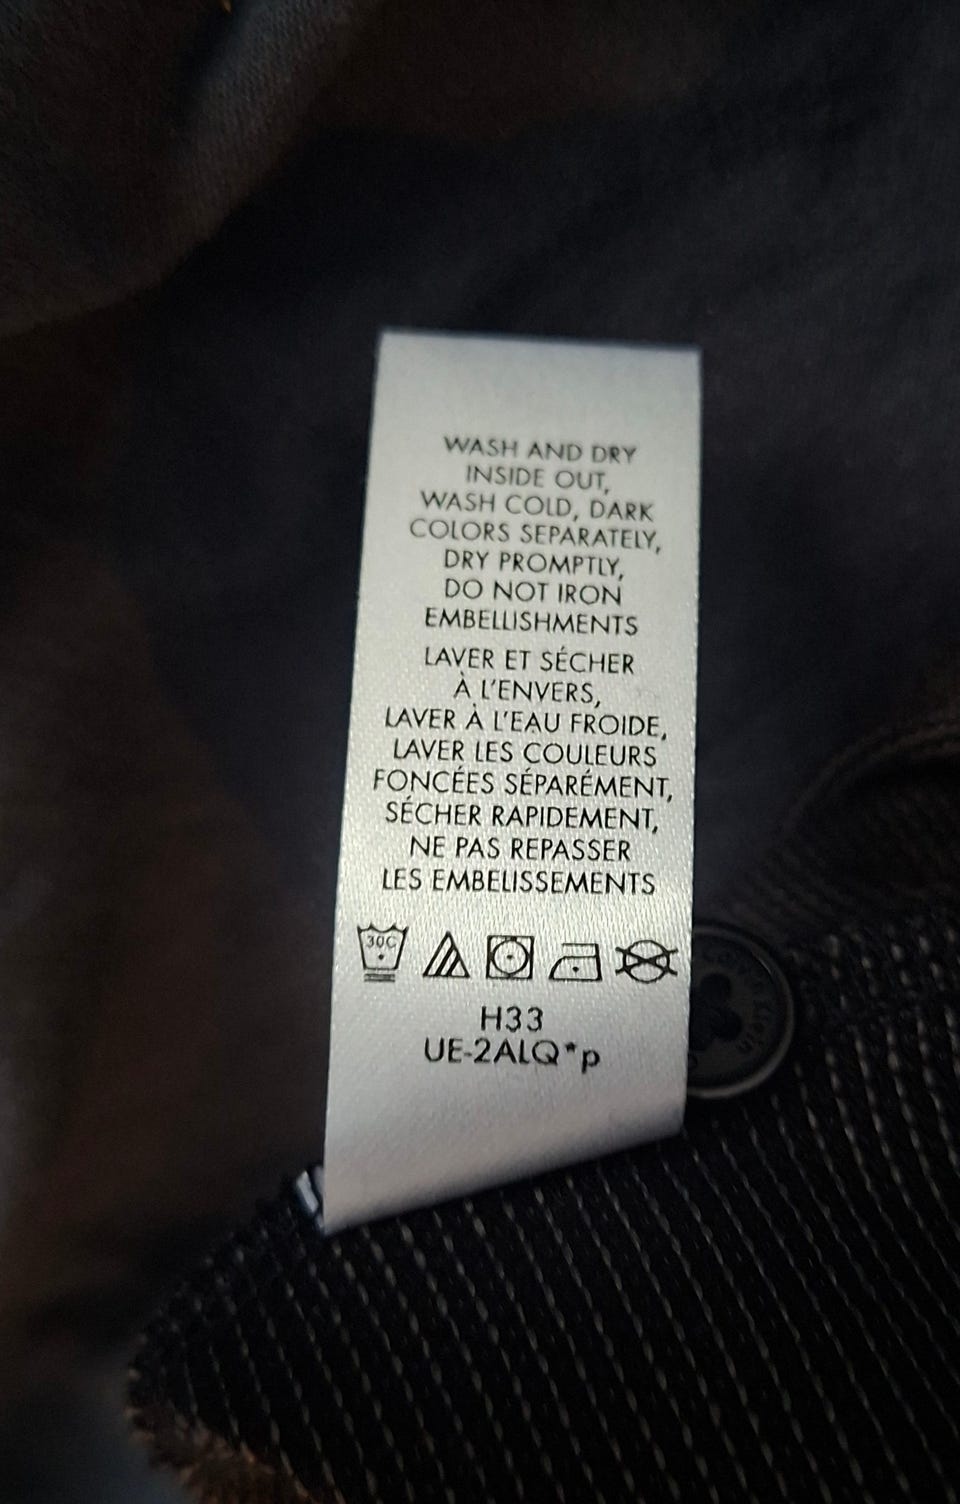 WASH AND DRY
INSIDE OUT,
WASH COLD, DARK
COLORS SEPARATELY,
DRY PROMPTLY,
DO NOT IRON
EMBELLISHMENTS
LAVER ET SÉCHER
À L'ENVERS,
LAVER À L'EAU FROIDE,
LAVER LES COULEURS
FONCÉES SÉPARÉMENT,
SÉCHER RAPIDEMENT,
NE PAS REPASSER
LES EMBELISSEMENTS
30C
H33
UE-2ALQ*p
Calvin Klein